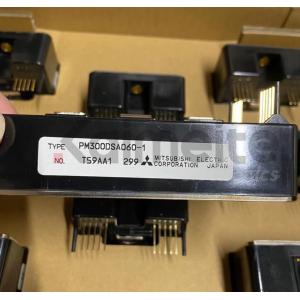 TYPE PM300DSA060-1
NO. T59AA1 299 MITSUBISHI ELECTRIC
CORPORATION JAPAN